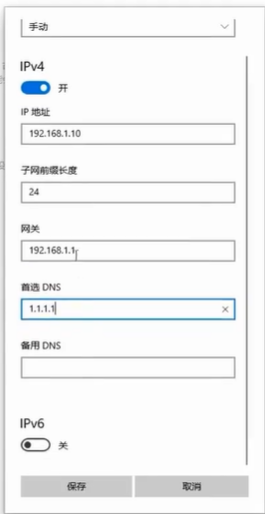 手动
IPv4
开
IP 地址
192.168.1.10
子网前缀长度
24
网关
192.168.1.1
首选 DNS
1.1.1.1
备用 DNS
IPv6
关
保存
取消